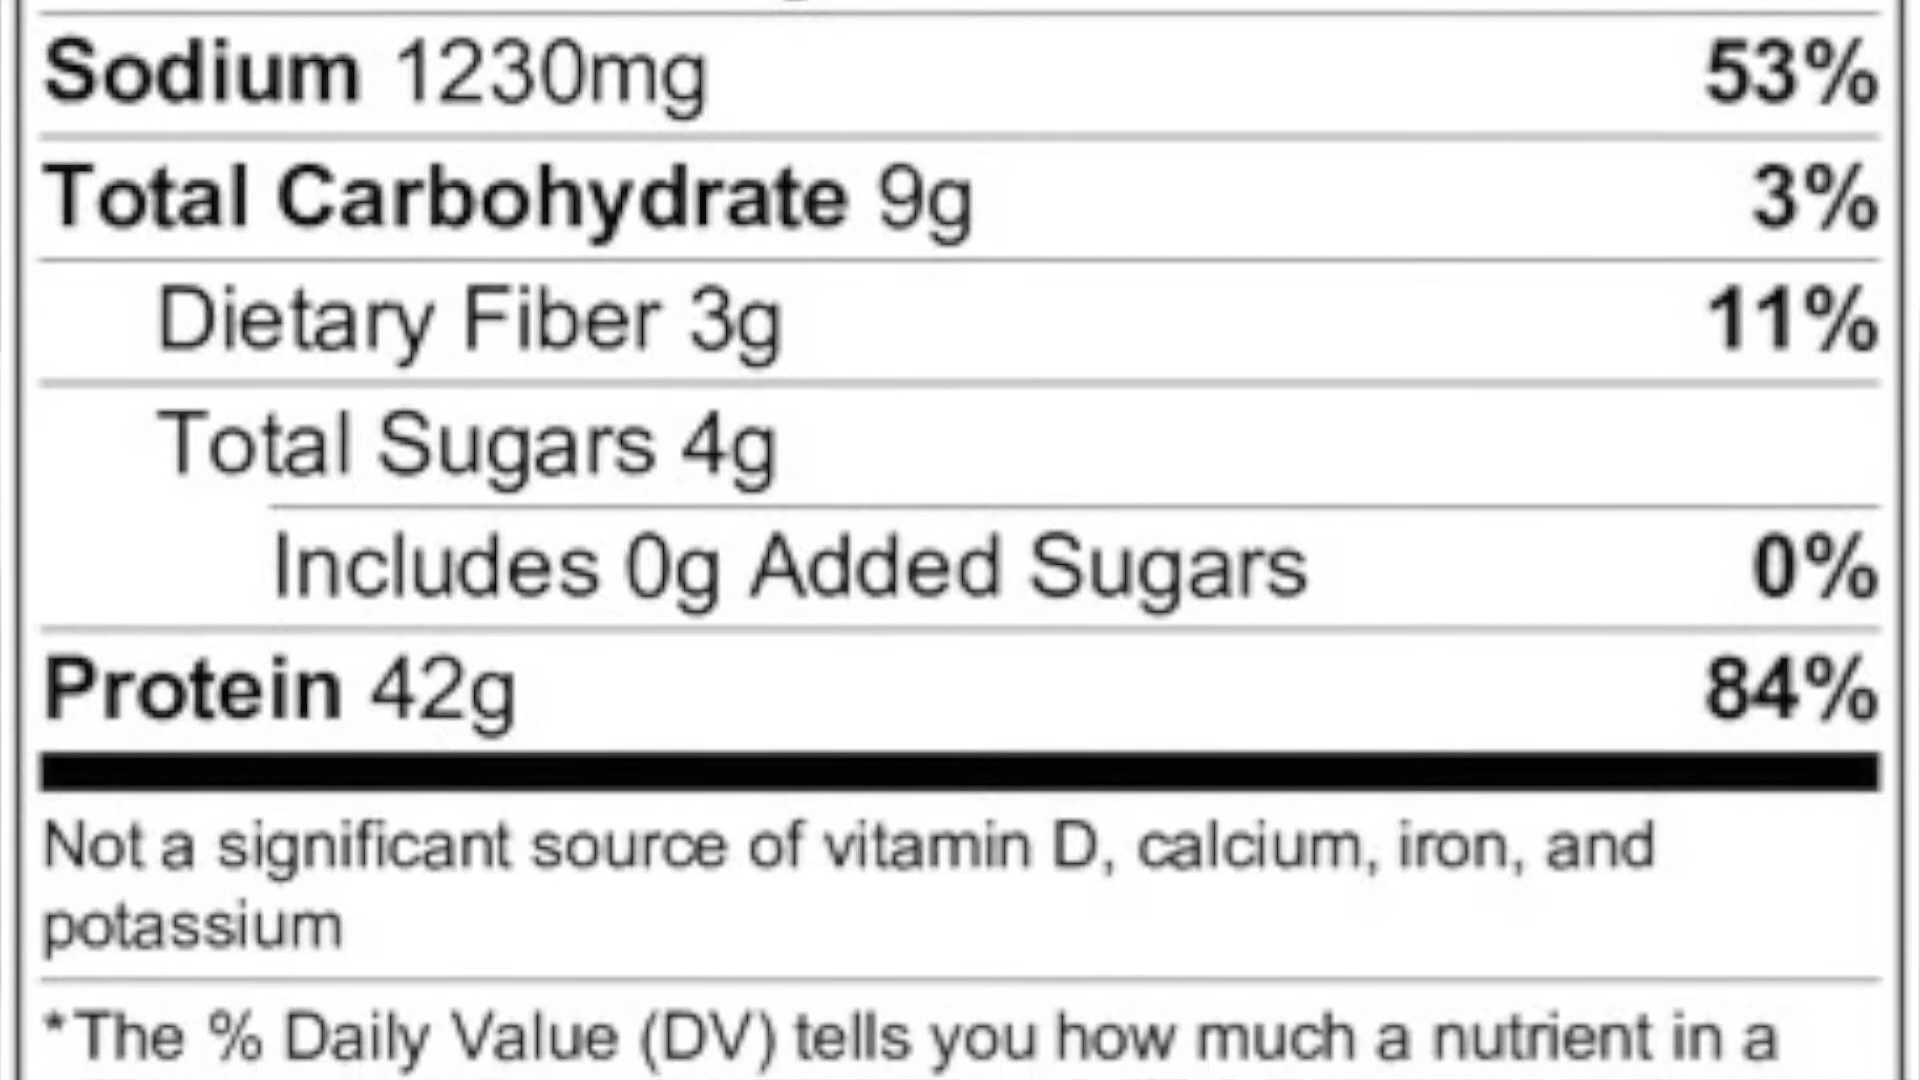 Sodium 1230mg 53%
Total Carbohydrate 9g 3%
Dietary Fiber 3g 11%
Total Sugars 4g
Includes 0g Added Sugars 0%
Protein 42g 84%
Not a significant source of vitamin D, calcium, iron, and
potassium
*The % Daily Value (DV) tells you how much a nutrient in a